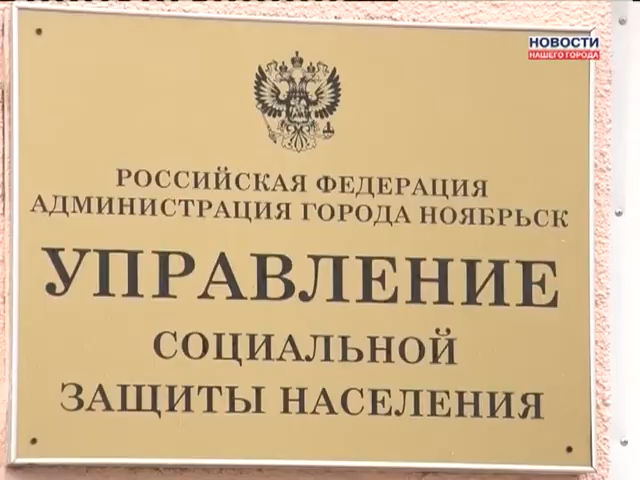 НОВОСТИ
НАШЕГО ГОРОДА
РОССИЙСКАЯ ФЕДЕРАЦИЯ
АДМИНИСТРАЦИЯ ГОРОДА НОЯБРЬСК
УПРАВЛЕНИЕ
СОЦИАЛЬНОЙ
ЗАЩИТЫ НАСЕЛЕНИЯ